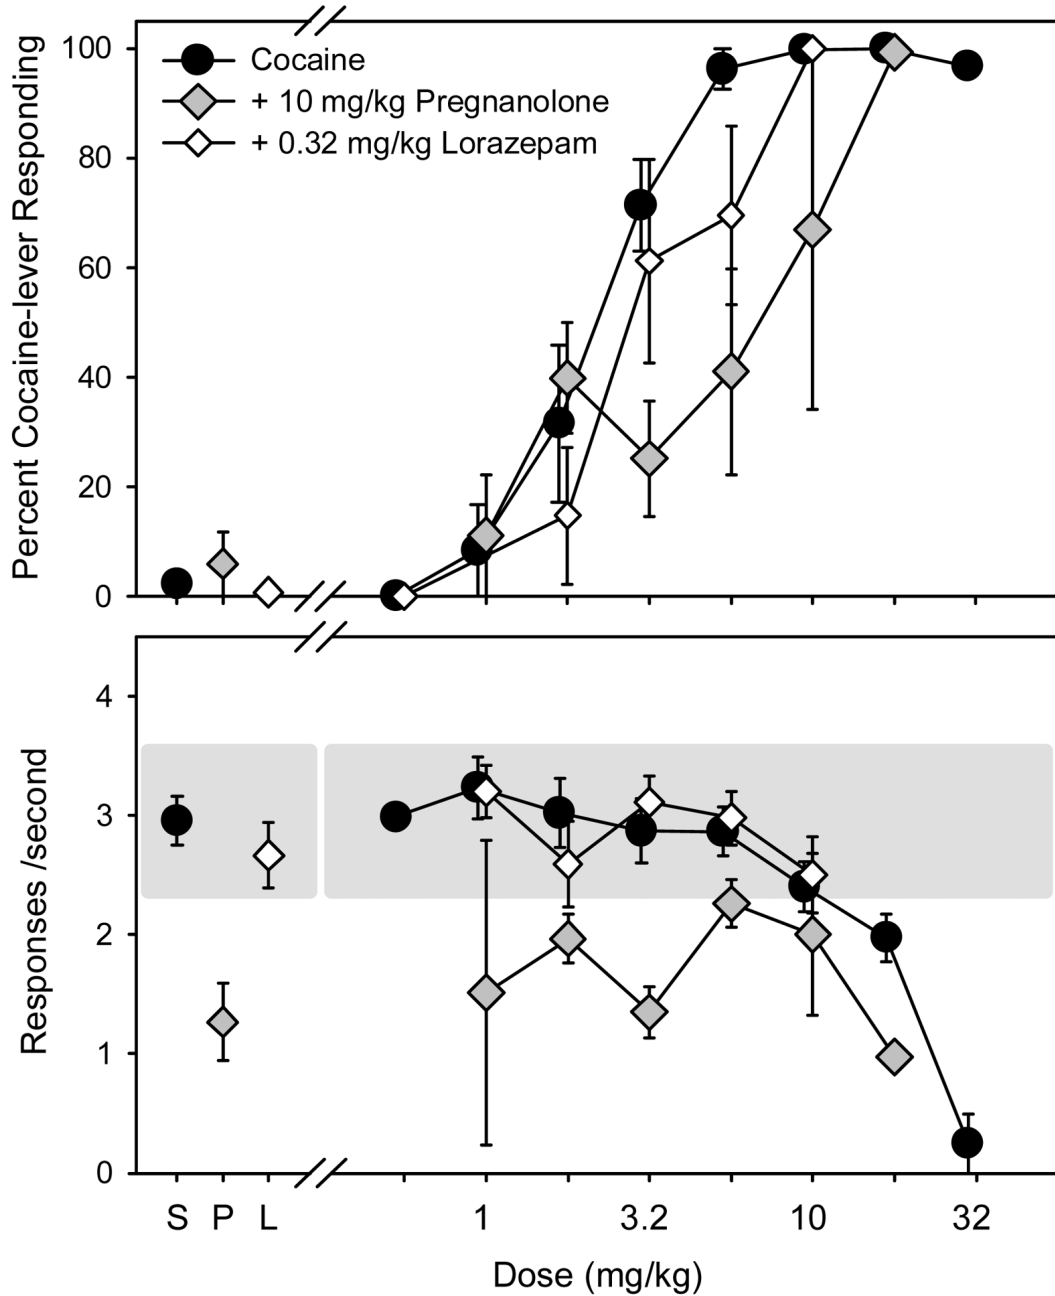 Percent Cocaine-lever Responding
100
80
60
40
20
0
Cocaine
+ 10 mg/kg Pregnanolone
+ 0.32 mg/kg Lorazepam
Responses /second
4
3
2
1
0
S P L 1 3.2 10 32
Dose (mg/kg)